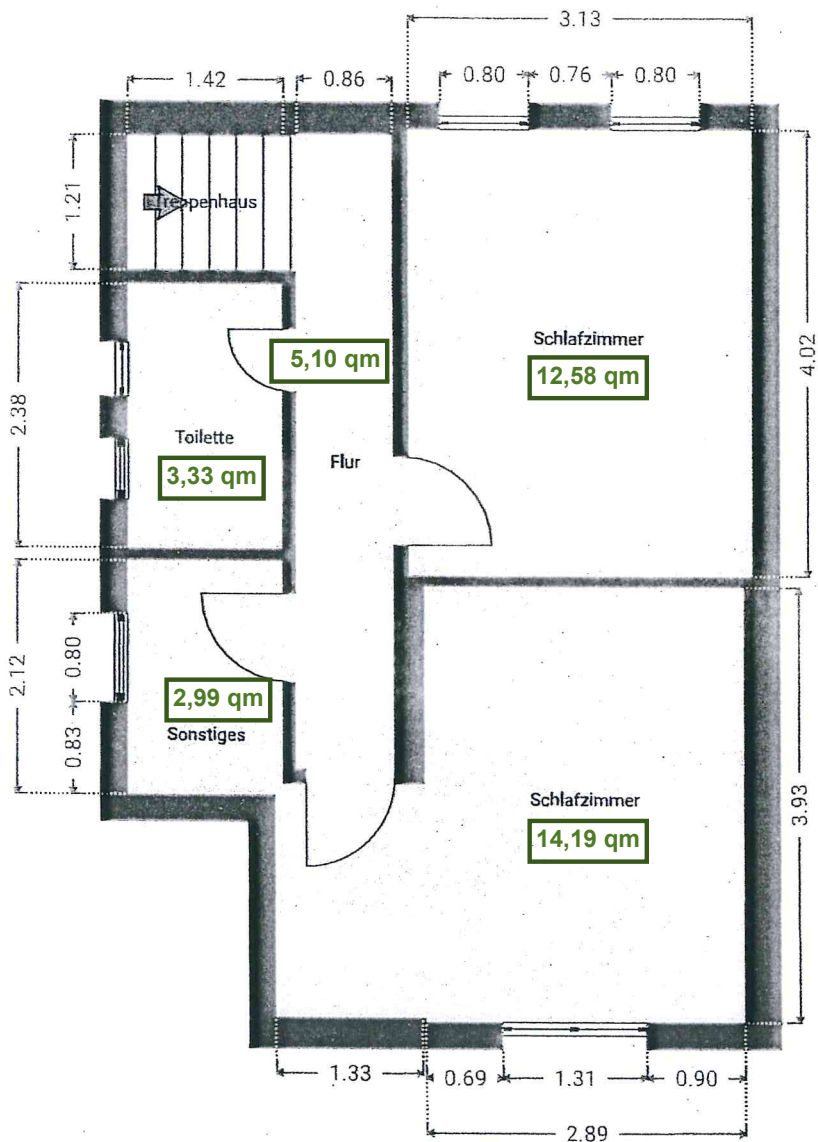 3.13
1.42
0.86
0.80
0.76
0.80
1.21
Treppenhaus
4.02
Schlafzimmer
12,58 qm
5,10 qm
2.38
Toilette
3,33 qm
Flur
2.12
0.80
2,99 qm
Sonstiges
0.83
Schlafzimmer
14,19 qm
3.93
1.33
0.69
1.31
0.90
2.89